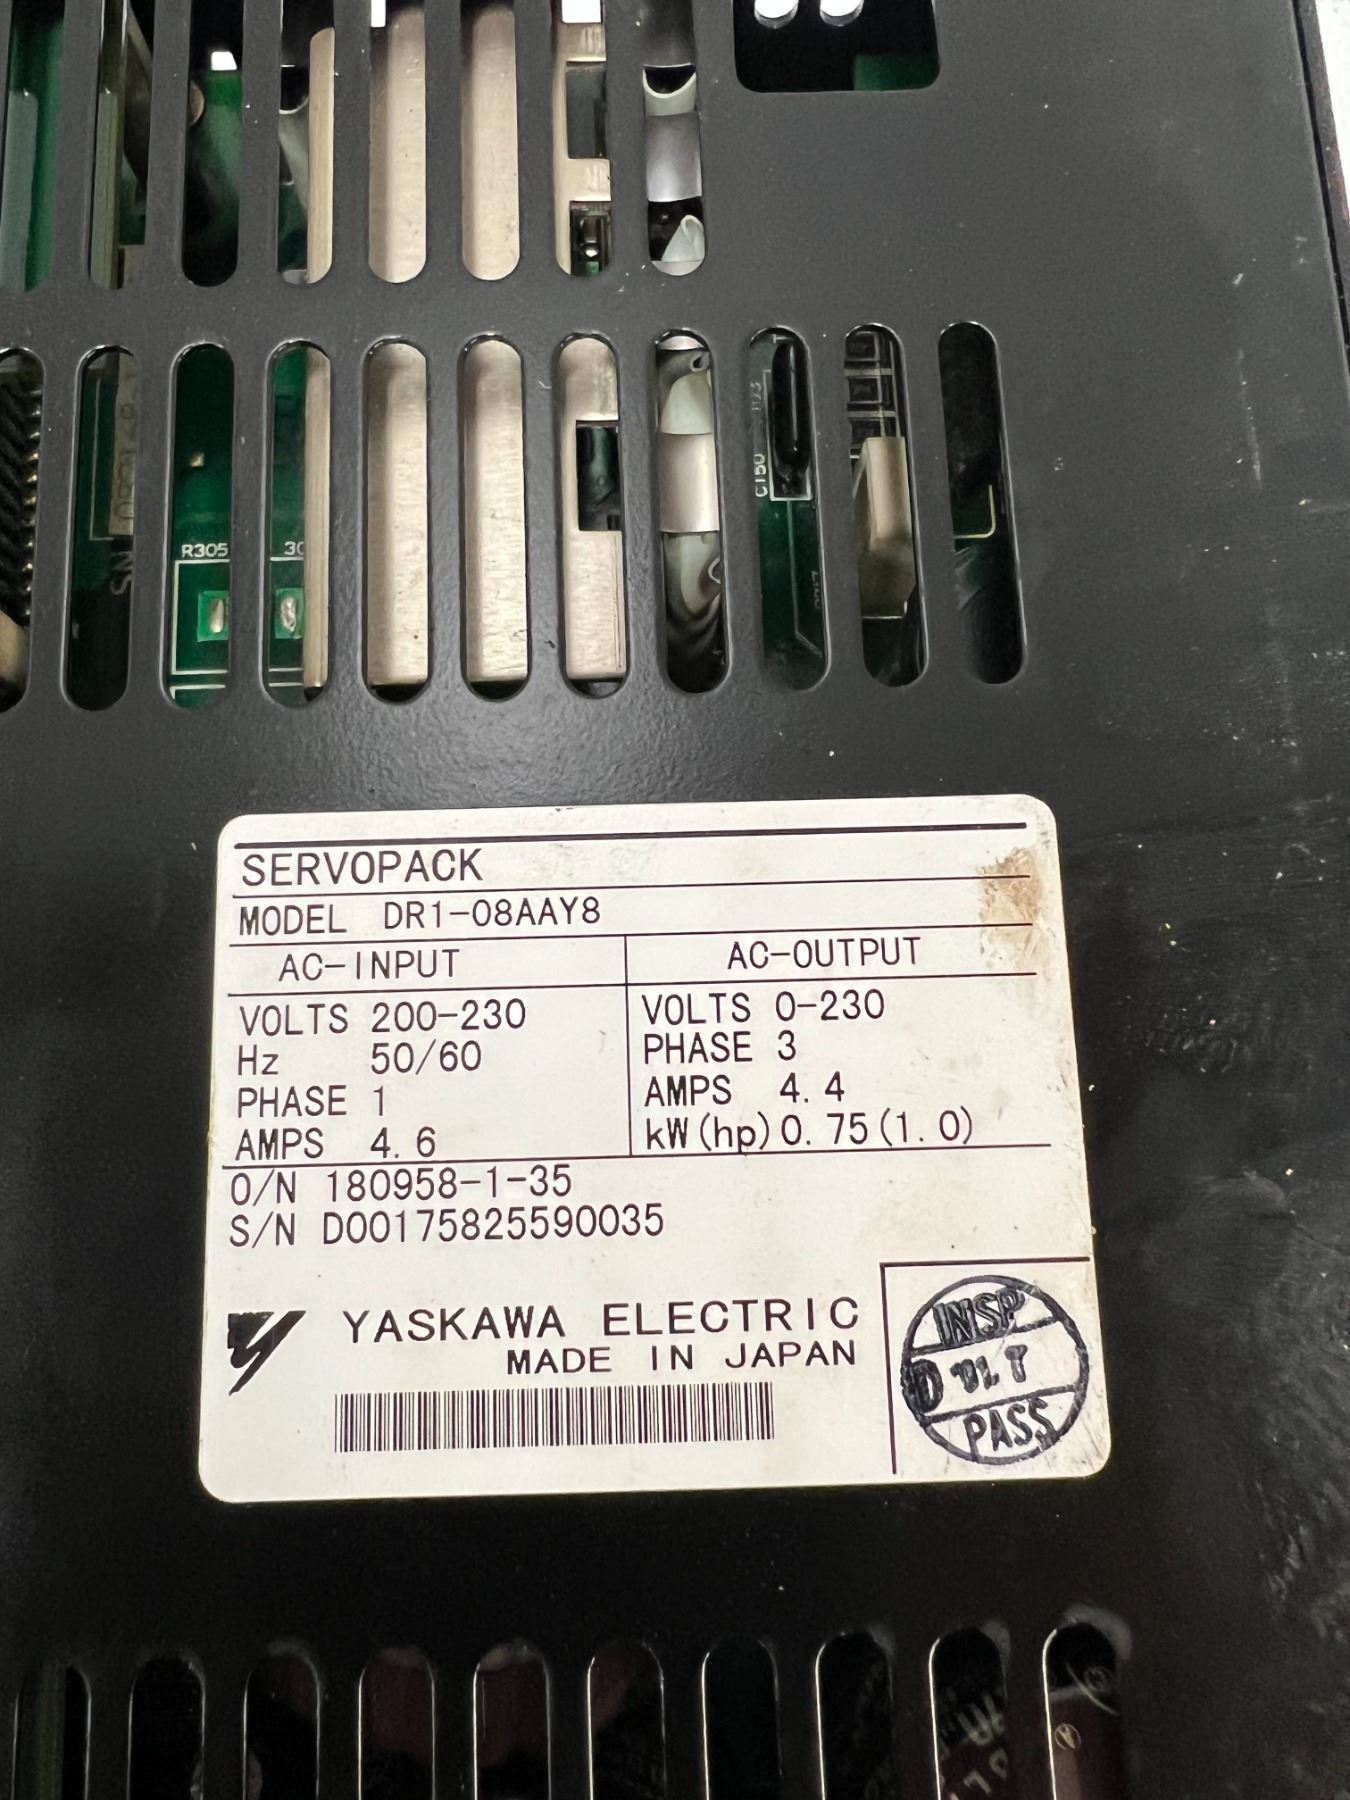 C150
R305
SERVOPACK
MODEL DR1-08AAY8
AC-INPUT
AC-OUTPUT
VOLTS 200-230
Hz 50/60
PHASE 1
AMPS 4.6
VOLTS 0-230
PHASE 3
AMPS 4.4
kW(hp) 0.75(1.0)
O/N 180958-1-35
S/N D00175825590035
YASKAWA ELECTRIC
MADE IN JAPAN
INSP
PASS